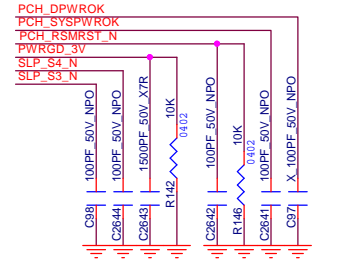 PCH_DPWROK
PCH_SYSPWROK
PCH_RSMRST_N
PWRGD_3V
SLP_S4_N
SLP_S3_N
100PF_50V_NPO
C98
100PF_50V_NPO
C2644
1500PF_50V_X7R
C2643
10K
0402
R142
100PF_50V_NPO
C2642
10K
0402
R146
100PF_50V_NPO
C2641
X_100PF_50V_NPO
C97